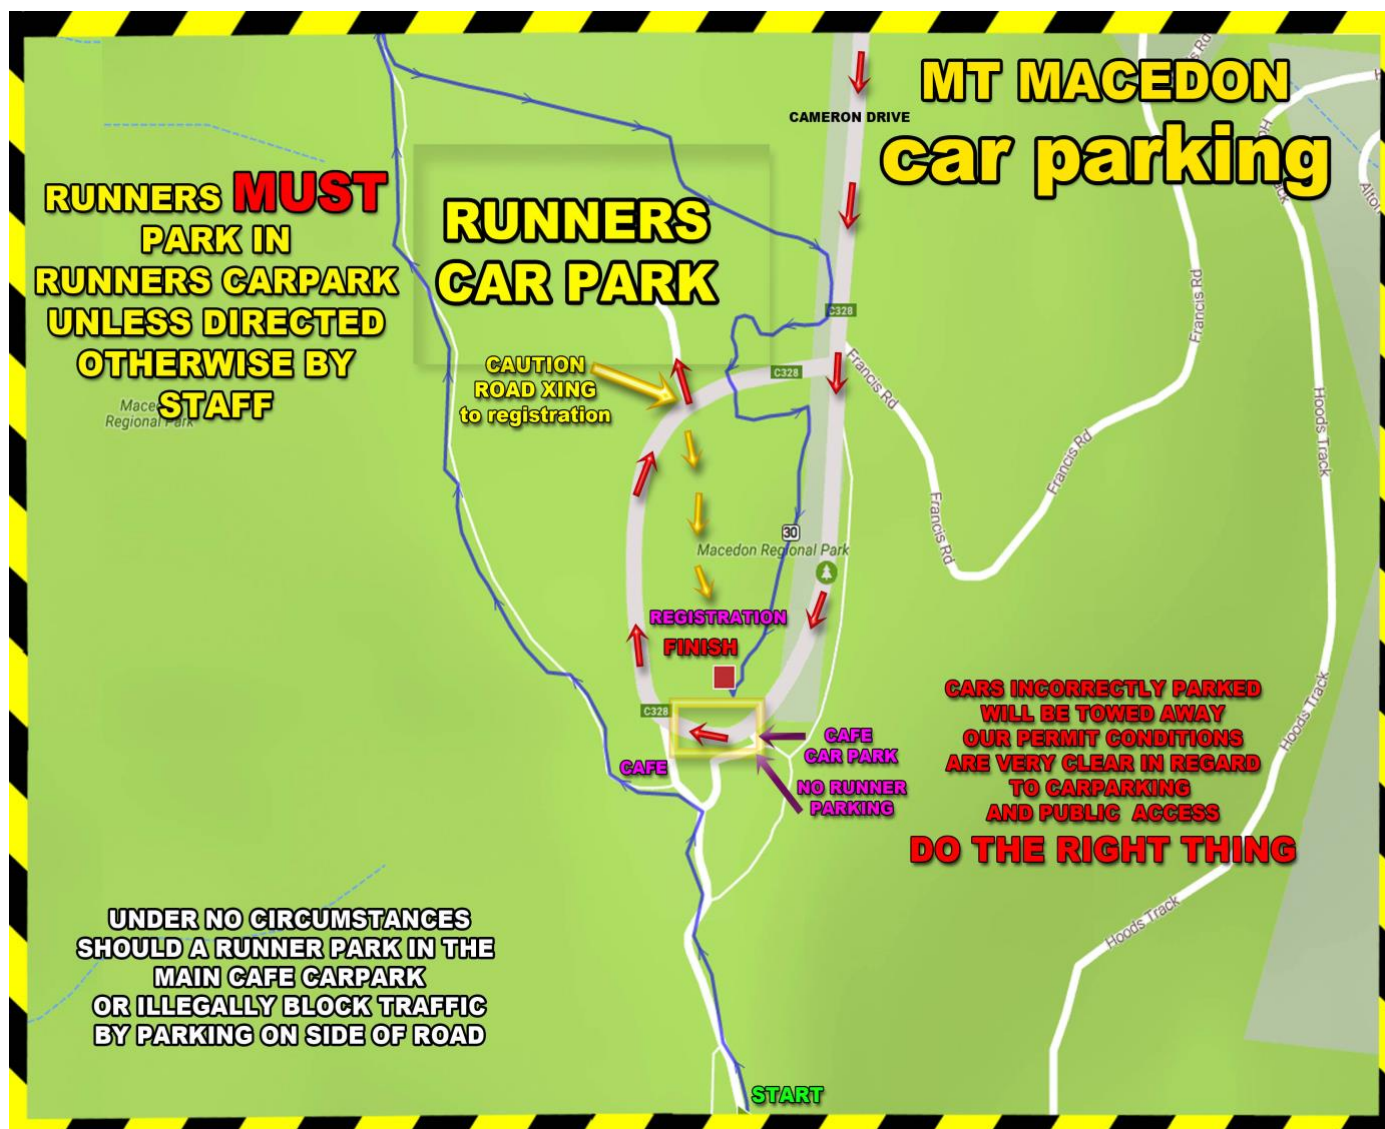 MT MACEDON
car parking
CAMERON DRIVE
RUNNERS MUST
PARK IN
RUNNERS CARPARK
UNLESS DIRECTED
OTHERWISE BY
STAFF
RUNNERS
CAR PARK
CAUTION
ROAD XING
to registration
C328
C328
Francis Rd
Francis Rd
Francis Rd
Francis Rd
Hoods Track
Hoods Track
Hoods Track
Regional Park
30
Macedon Regional Park
REGISTRATION
FINISH
C328
CAFE
CAFE
CAR PARK
NO RUNNER
PARKING
CARS INCORRECTLY PARKED
WILL BE TOWED AWAY
OUR PERMIT CONDITIONS
ARE VERY CLEAR IN REGARD
TO CARPARKING
AND PUBLIC ACCESS
DO THE RIGHT THING
UNDER NO CIRCUMSTANCES
SHOULD A RUNNER PARK IN THE
MAIN CAFE CARPARK
OR ILLEGALLY BLOCK TRAFFIC
BY PARKING ON SIDE OF ROAD
START